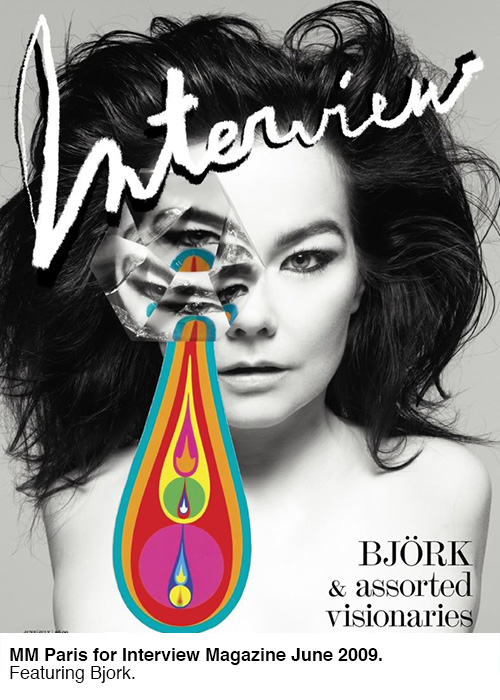 Interview
BJÖRK
& assorted
visionaries
MM Paris for Interview Magazine June 2009.
Featuring Bjork.